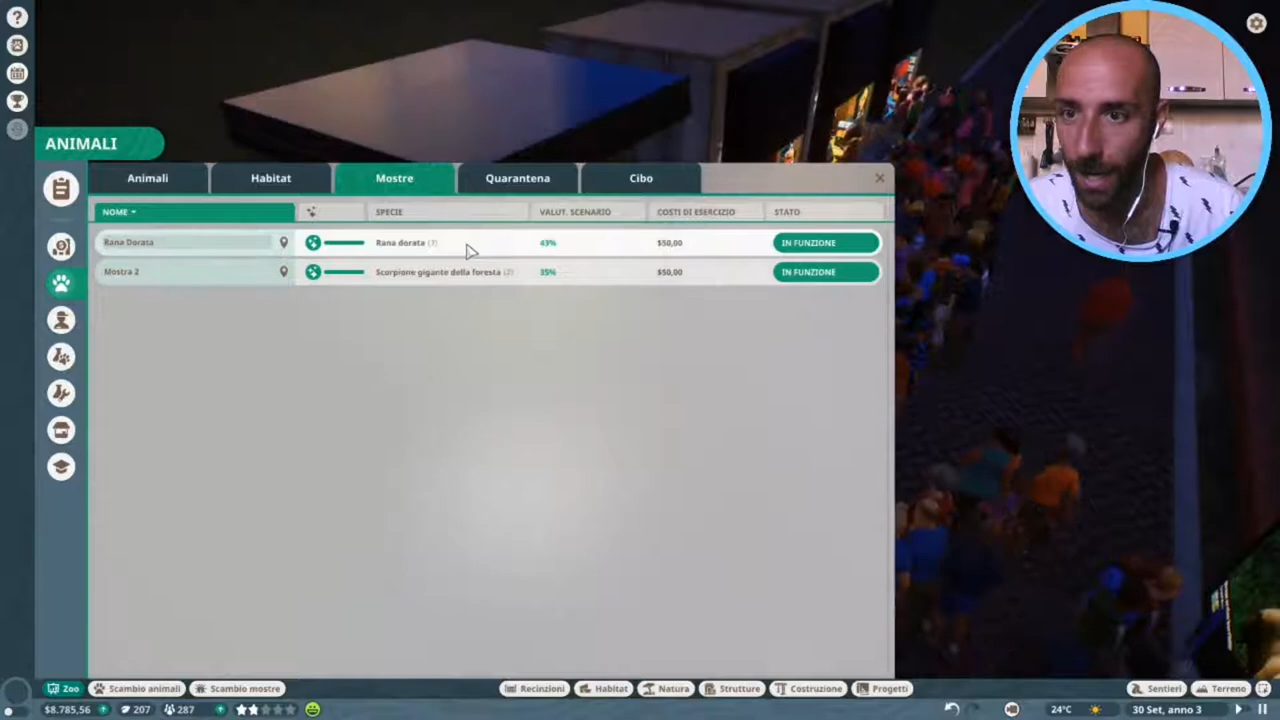 ANIMALI
Animali
Habitat
Mostre
Quarantena
Cibo
NOME
SPECIE
VALUT. SCENARIO
COSTI DI ESERCIZIO
STATO
Rana Dorata
Rana dorata (7)
43%
$50,00
IN FUNZIONE
Mostra 2
Scorpione gigante della foresta (2)
35%
$50,00
IN FUNZIONE
Zoo
Scambio animali
Scambio mostre
Recinzioni
Habitat
Natura
Strutture
Costruzione
Progetti
Sentieri
Terreno
$8.785,56
207
287
24°C
30 Set, anno 3